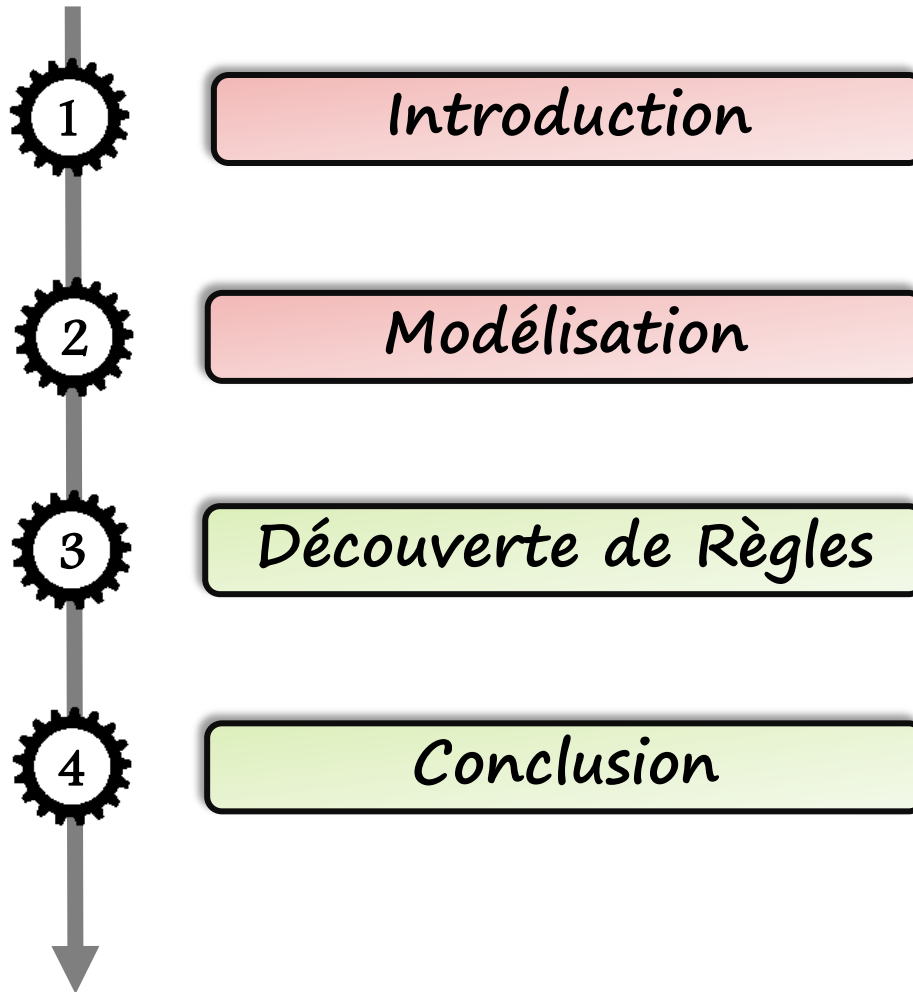 1
Introduction
2
Modélisation
3
Découverte de Règles
4
Conclusion